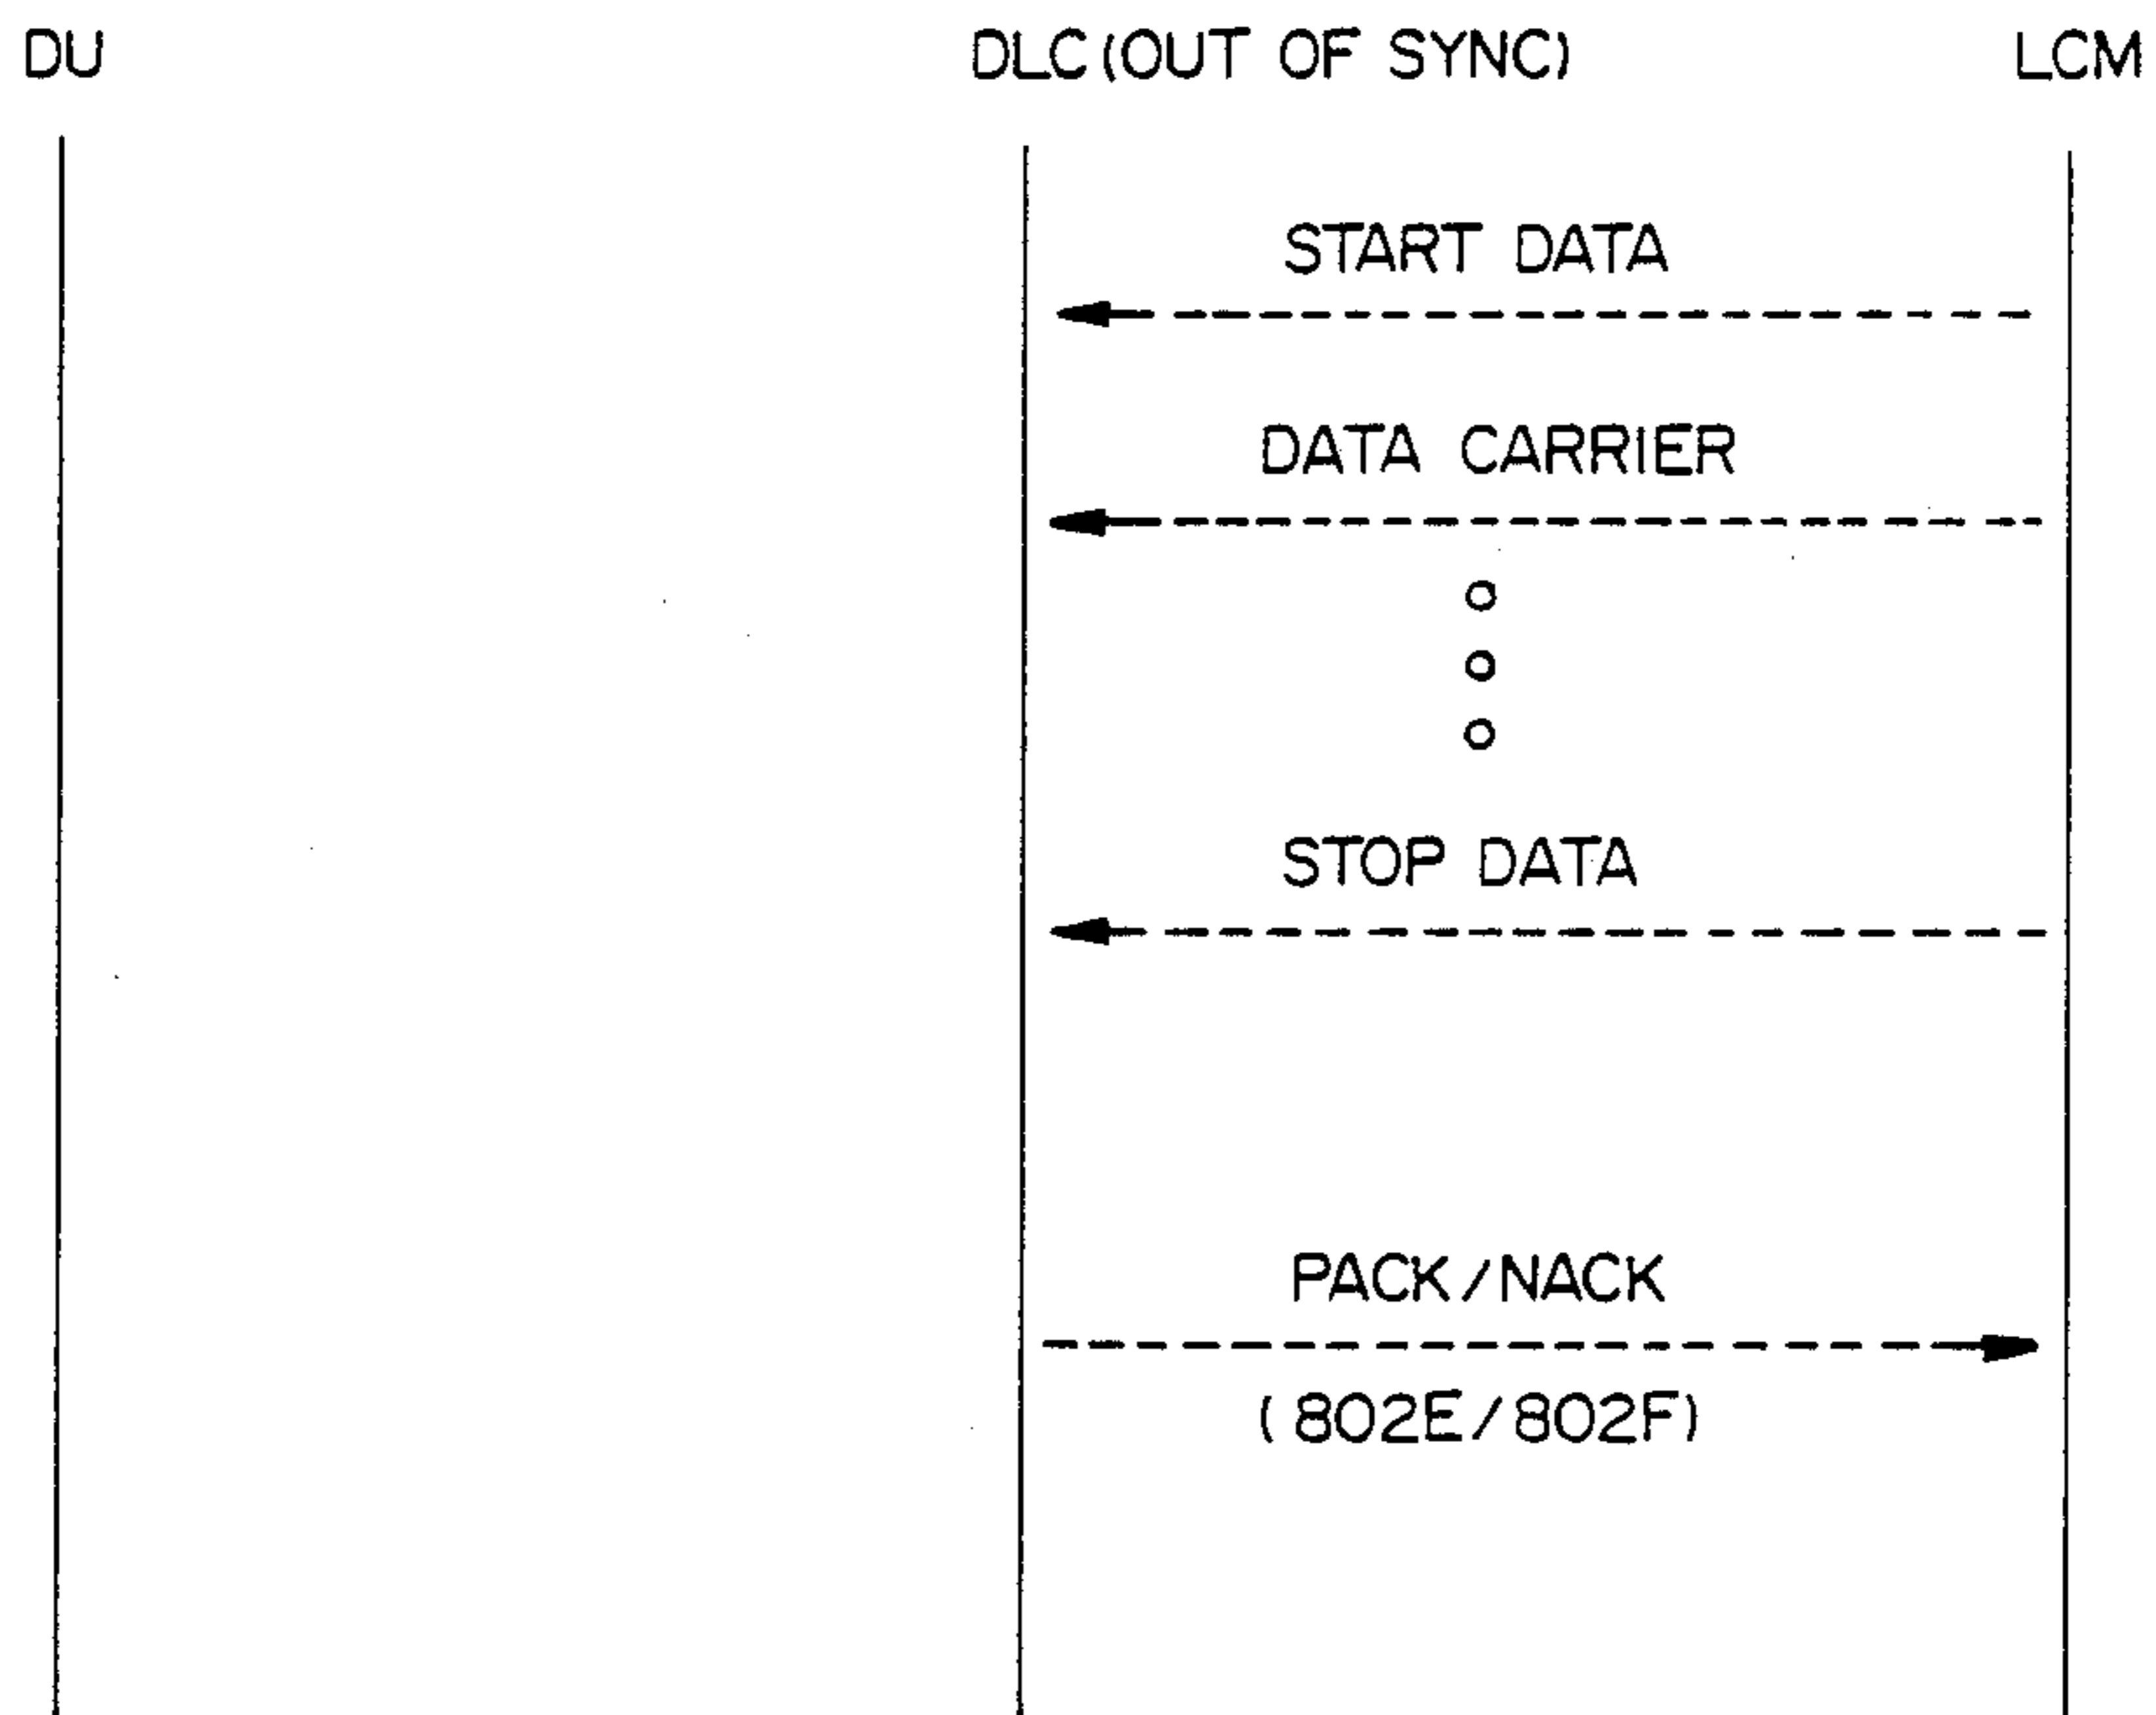 DU
DLC(OUT OF SYNC)
LCM
START DATA
DATA CARRIER
STOP DATA
PACK/NACK
(802E/802F)